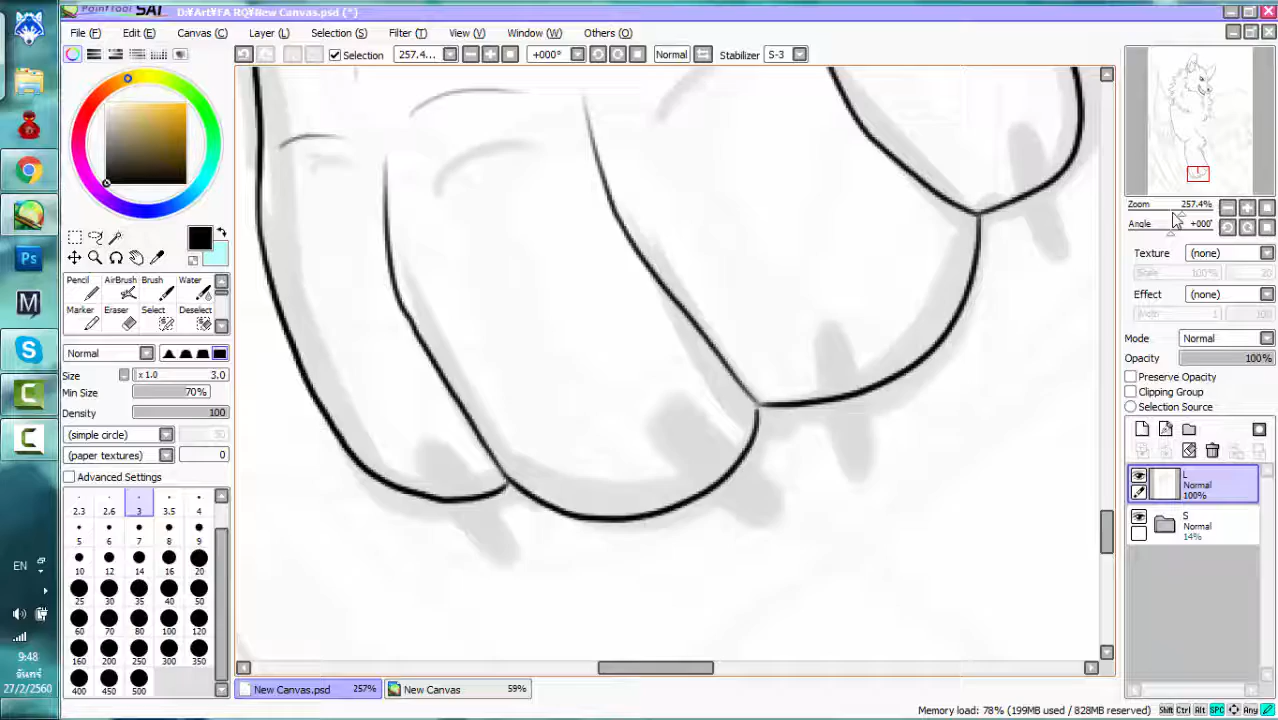 PaintTool SAI D:¥Art¥FA RQ¥New Canvas.psd (*)
File (F) Edit (E) Canvas (C) Layer (L) Selection (S) Filter (T) View (V) Window (W) Others (O)
Selection 257.4... +000° Normal Stabilizer S-3
Zoom 257.4%
Angle +000°
Texture (none)
Scale 100% 20
Effect (none)
Width 1 100
Mode Normal
Opacity 100%
Preserve Opacity
Clipping Group
Selection Source
L
Normal
100%
S
Normal
14%
Pencil AirBrush Brush Water
Marker Eraser Select Deselect
Normal
Size x 1.0 3.0
Min Size 70%
Density 100
(simple circle) 50
(paper textures) 0
Advanced Settings
2.3 2.6 3 3.5 4
5 6 7 8 9
10 12 14 16 20
25 30 35 40 50
60 70 80 100 120
160 200 250 300 350
400 450 500
Ps
M
EN
9:48
จันทร์
27/2/2560
New Canvas.psd 257% New Canvas 59%
Memory load: 78% (199MB used / 828MB reserved) Shift Ctrl Alt SPC Any